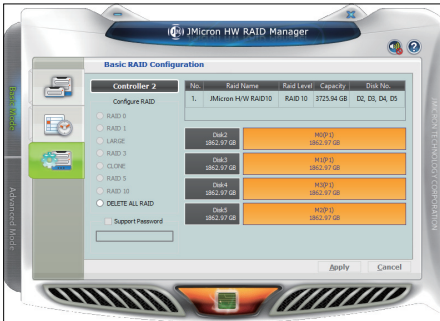 JMicron HW RAID Manager
Basic RAID Configuration
Basic Mode
Advanced Mode
Controller 2
Configure RAID
RAID 0
RAID 1
LARGE
RAID 3
CLONE
RAID 5
RAID 10
DELETE ALL RAID
Support Password
No. Raid Name Raid Level Capacity Disk No.
1. JMicron H/W RAID10 RAID 10 3725.94 GB D2, D3, D4, D5
Disk2 M0(P1)
1862.97 GB 1862.97 GB
Disk3 M1(P1)
1862.97 GB 1862.97 GB
Disk4 M3(P1)
1862.97 GB 1862.97 GB
Disk5 M2(P1)
1862.97 GB 1862.97 GB
Apply Cancel
JMICRON TECHNOLOGY CORPORATION